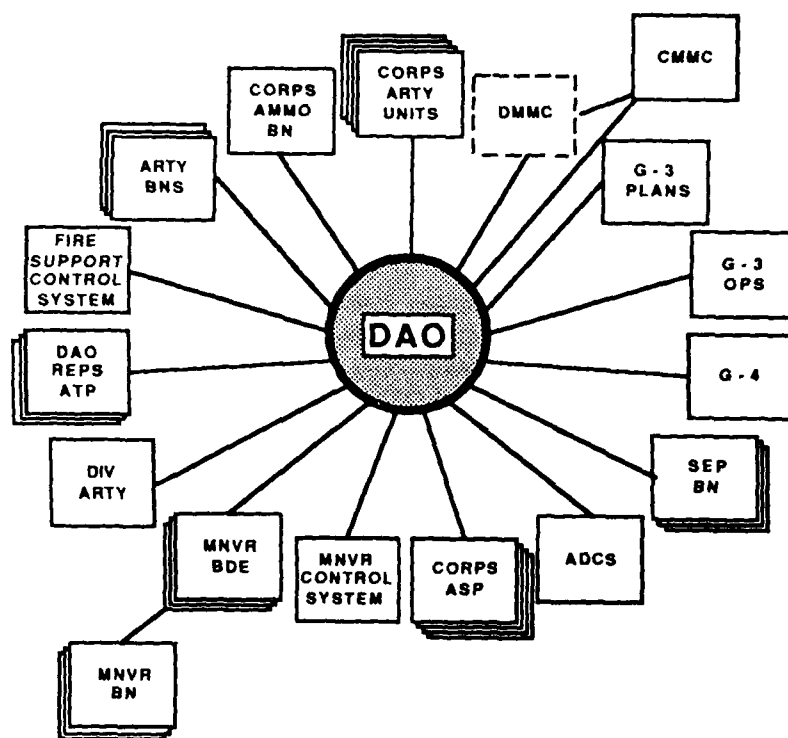 CORPS
AMMO
BN
CORPS
ARTY
UNITS
DMMC
CMMC
ARTY
BNS
G-3
PLANS
FIRE
SUPPORT
CONTROL
SYSTEM
DAO
G-3
OPS
DAO
REPS
ATP
G-4
DIV
ARTY
SEP
BN
MNVR
BDE
MNVR
CONTROL
SYSTEM
CORPS
ASP
ADCS
MNVR
BN